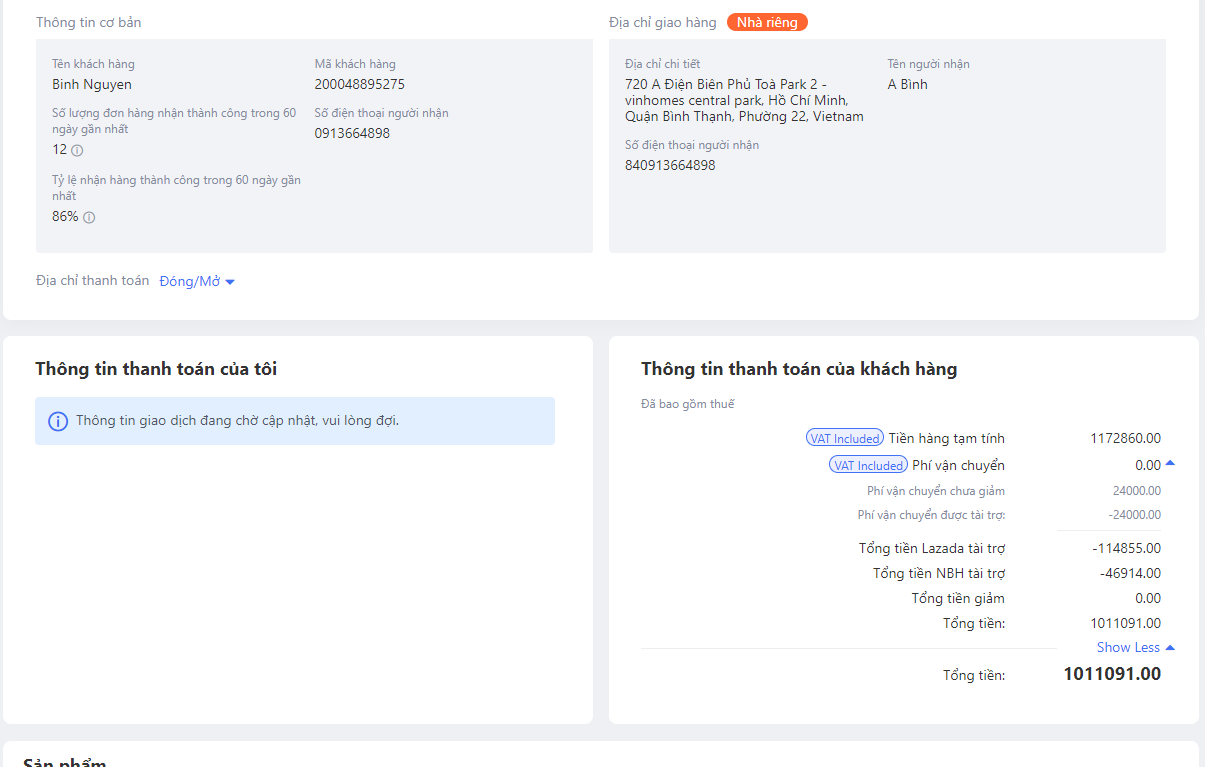 Thông tin cơ bản
Tên khách hàng
Binh Nguyen
Mã khách hàng
200048895275
Số lượng đơn hàng nhận thành công trong 60
ngày gần nhất
12
Số điện thoại người nhận
0913664898
Tỷ lệ nhận hàng thành công trong 60 ngày gần
nhất
86%
Địa chỉ giao hàng Nhà riêng
Địa chỉ chi tiết
720 A Điện Biên Phủ Toà Park 2 -
vinhomes central park, Hồ Chí Minh,
Quận Bình Thạnh, Phường 22, Vietnam
Tên người nhận
A Bình
Số điện thoại người nhận
840913664898
Địa chỉ thanh toán Đóng/Mở
Thông tin thanh toán của tôi
Thông tin giao dịch đang chờ cập nhật, vui lòng đợi.
Thông tin thanh toán của khách hàng
Đã bao gồm thuế
VAT Included Tiền hàng tạm tính 1172860.00
VAT Included Phí vận chuyển 0.00
Phí vận chuyển chưa giảm 24000.00
Phí vận chuyển được tài trợ: -24000.00
Tổng tiền Lazada tài trợ -114855.00
Tổng tiền NBH tài trợ -46914.00
Tổng tiền giảm 0.00
Tổng tiền: 1011091.00
Show Less
Tổng tiền: 1011091.00
Sản phẩm